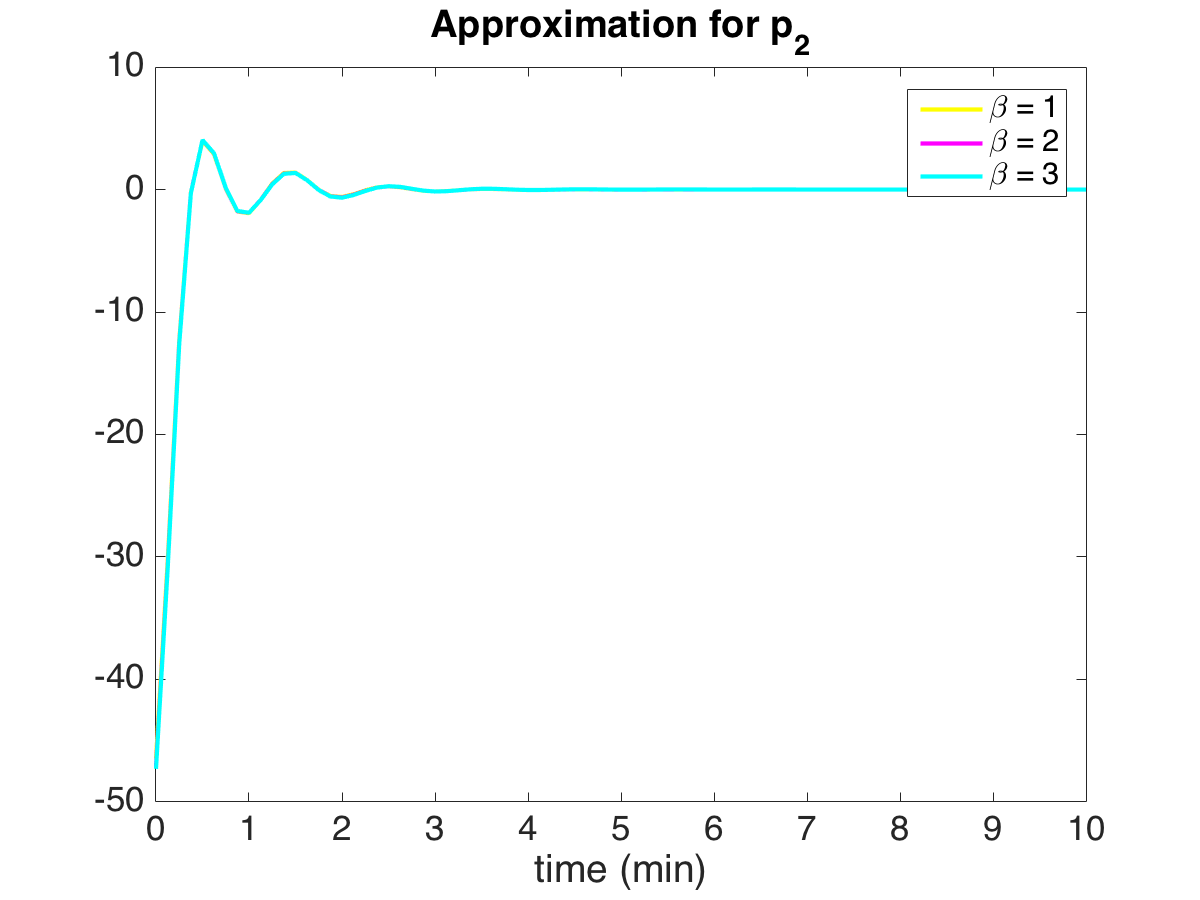 Approximation for p₂
10
0
-10
-20
-30
-40
-50
β = 1
β = 2
β = 3
0 1 2 3 4 5 6 7 8 9 10
time (min)